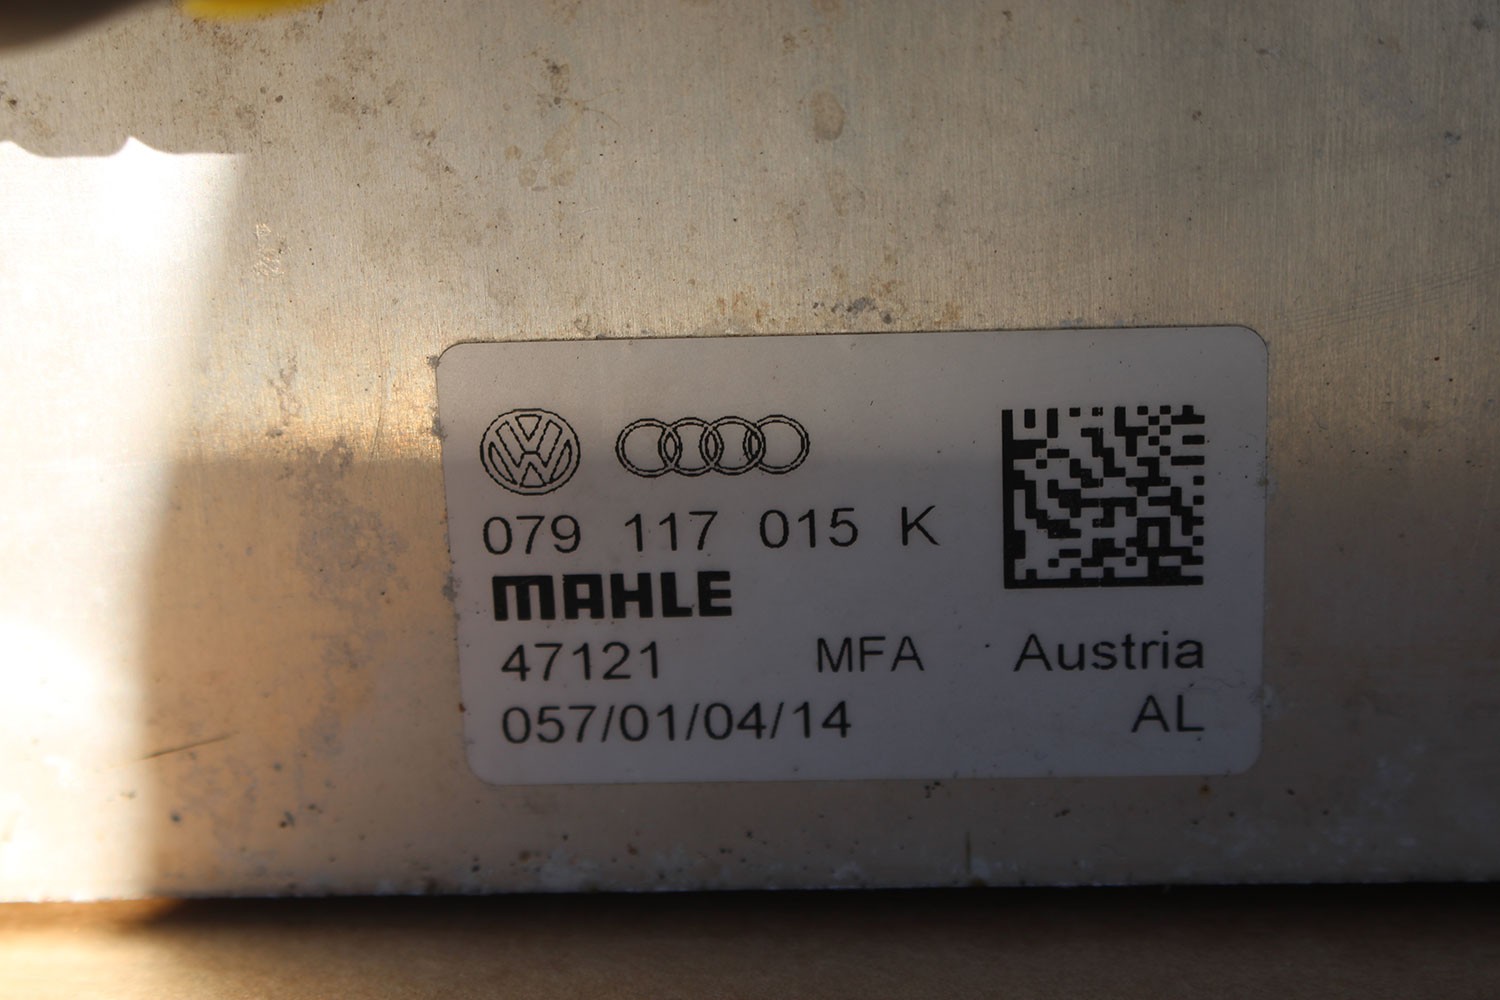 079 117 015 K
MAHLE
47121 MFA Austria
057/01/04/14 AL